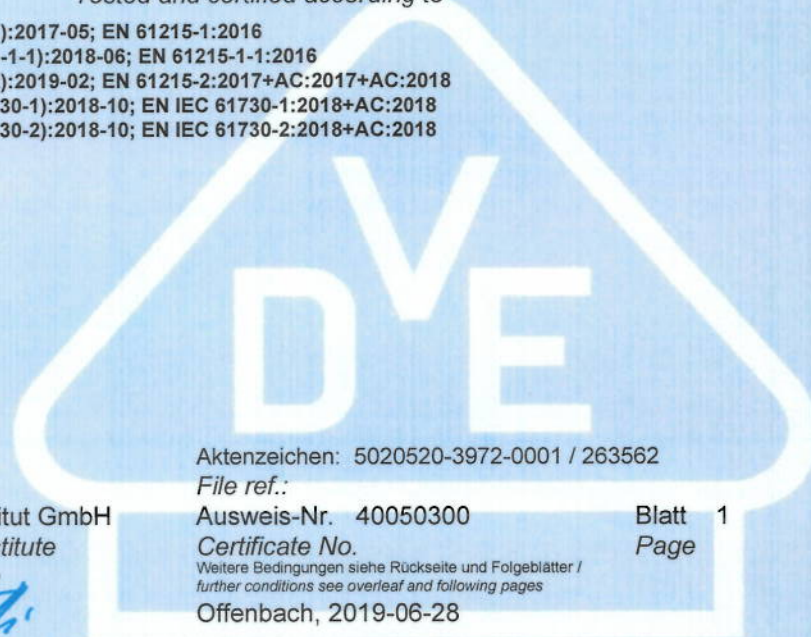 Tested and certified according to
):2017-05; EN 61215-1:2016
-1-1):2018-06; EN 61215-1-1:2016
):2019-02; EN 61215-2:2017+AC:2017+AC:2018
30-1):2018-10; EN IEC 61730-1:2018+AC:2018
30-2):2018-10; EN IEC 61730-2:2018+AC:2018
DVE
Aktenzeichen: 5020520-3972-0001 / 263562
File ref.:
itut GmbH Ausweis-Nr. 40050300 Blatt 1
titute Certificate No. Page
Weitere Bedingungen siehe Rückseite und Folgeblätter /
further conditions see overleaf and following pages
Offenbach, 2019-06-28